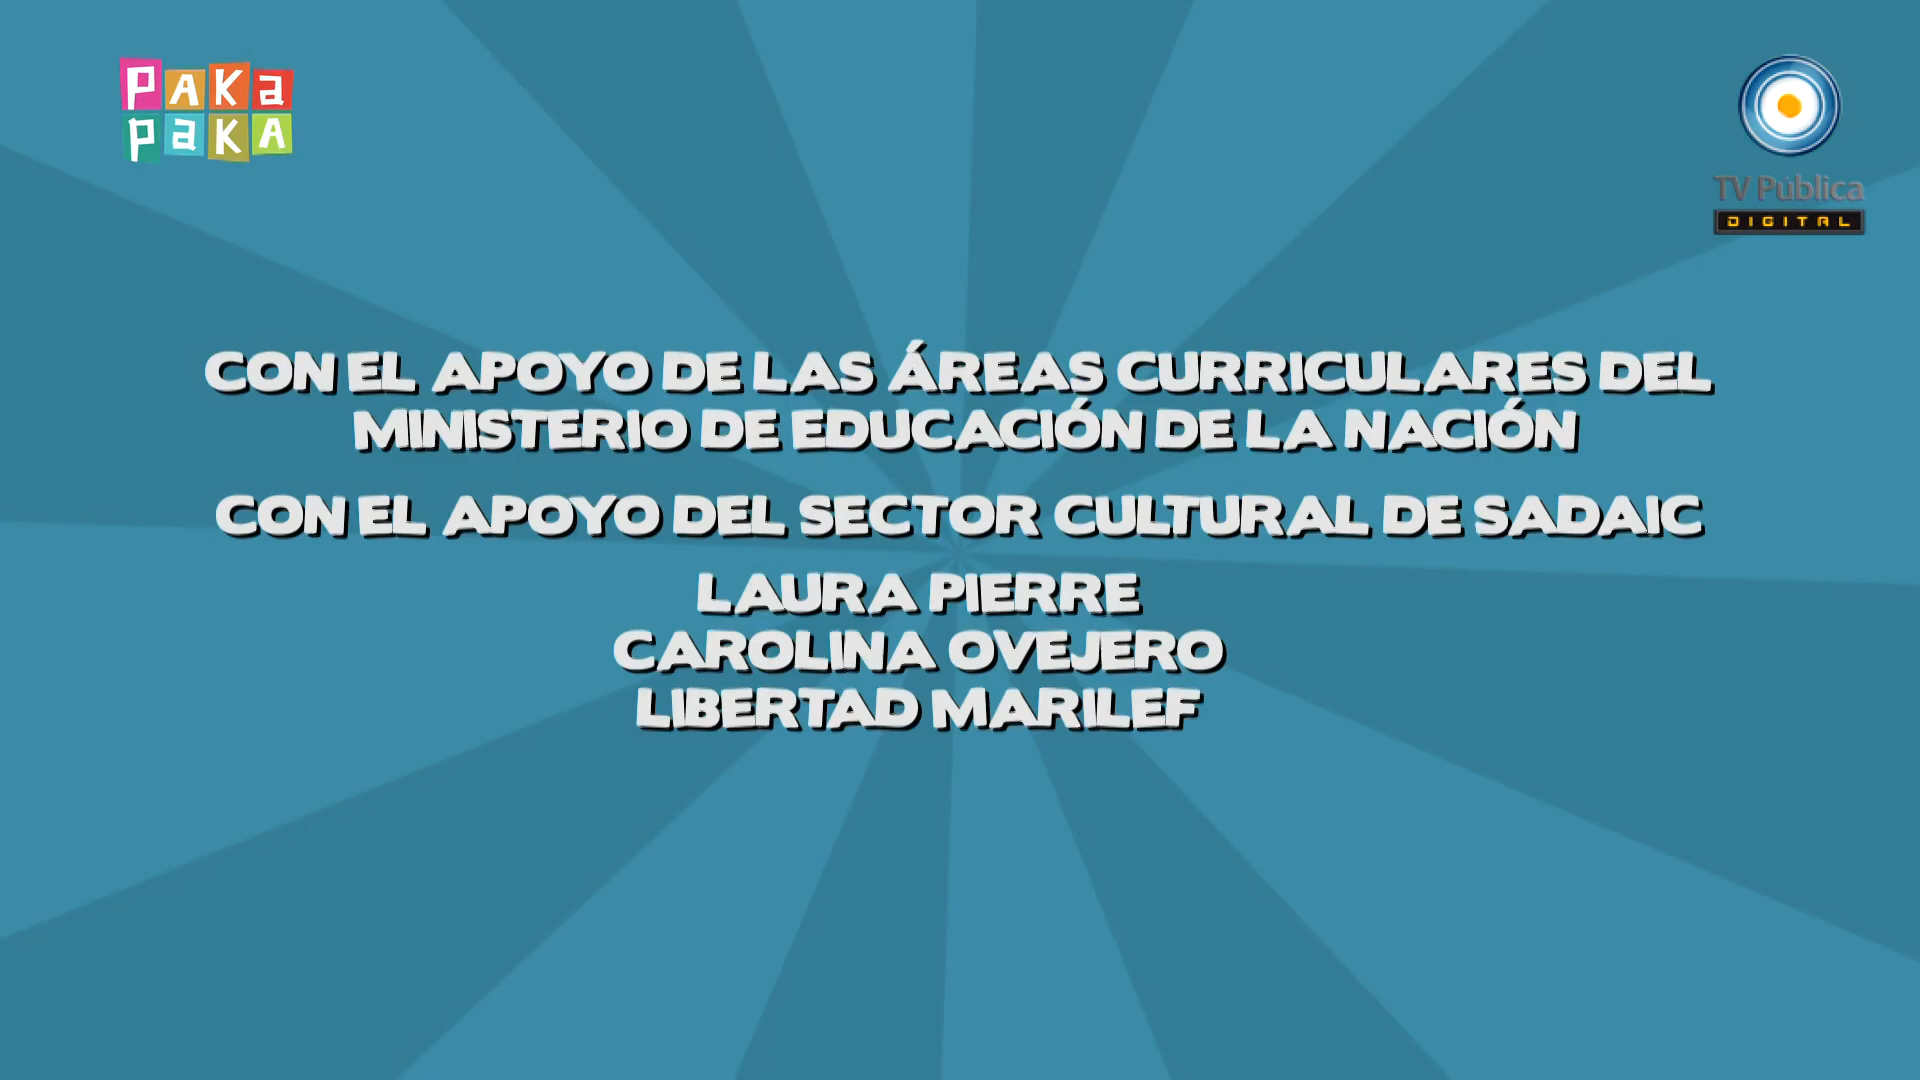 PAKA
PAKA
TV Pública
DIGITAL
CON EL APOYO DE LAS ÁREAS CURRICULARES DEL
MINISTERIO DE EDUCACIÓN DE LA NACIÓN
CON EL APOYO DEL SECTOR CULTURAL DE SADAIC
LAURA PIERRE
CAROLINA OVEJERO
LIBERTAD MARILEF